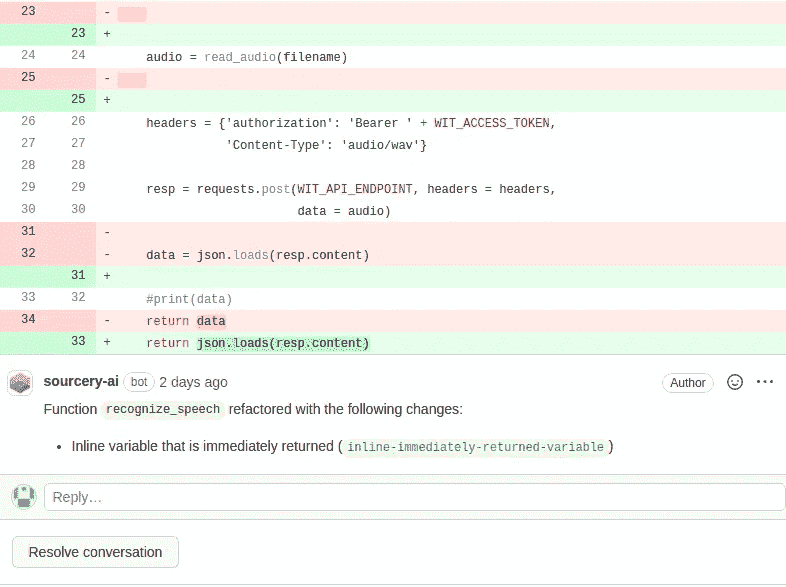 23 -
23 +
24 24 audio = read_audio(filename)
25 -
25 +
26 26 headers = {'authorization': 'Bearer ' + WIT_ACCESS_TOKEN,
27 27 'Content-Type': 'audio/wav'}
28 28
29 29 resp = requests.post(WIT_API_ENDPOINT, headers = headers,
30 30 data = audio)
31 -
32 - data = json.loads(resp.content)
31 +
33 32 #print(data)
34 - return data
33 + return json.loads(resp.content)
sourcery-ai bot 2 days ago Author
Function recognize_speech refactored with the following changes:
• Inline variable that is immediately returned ( inline-immediately-returned-variable )
Reply…
Resolve conversation